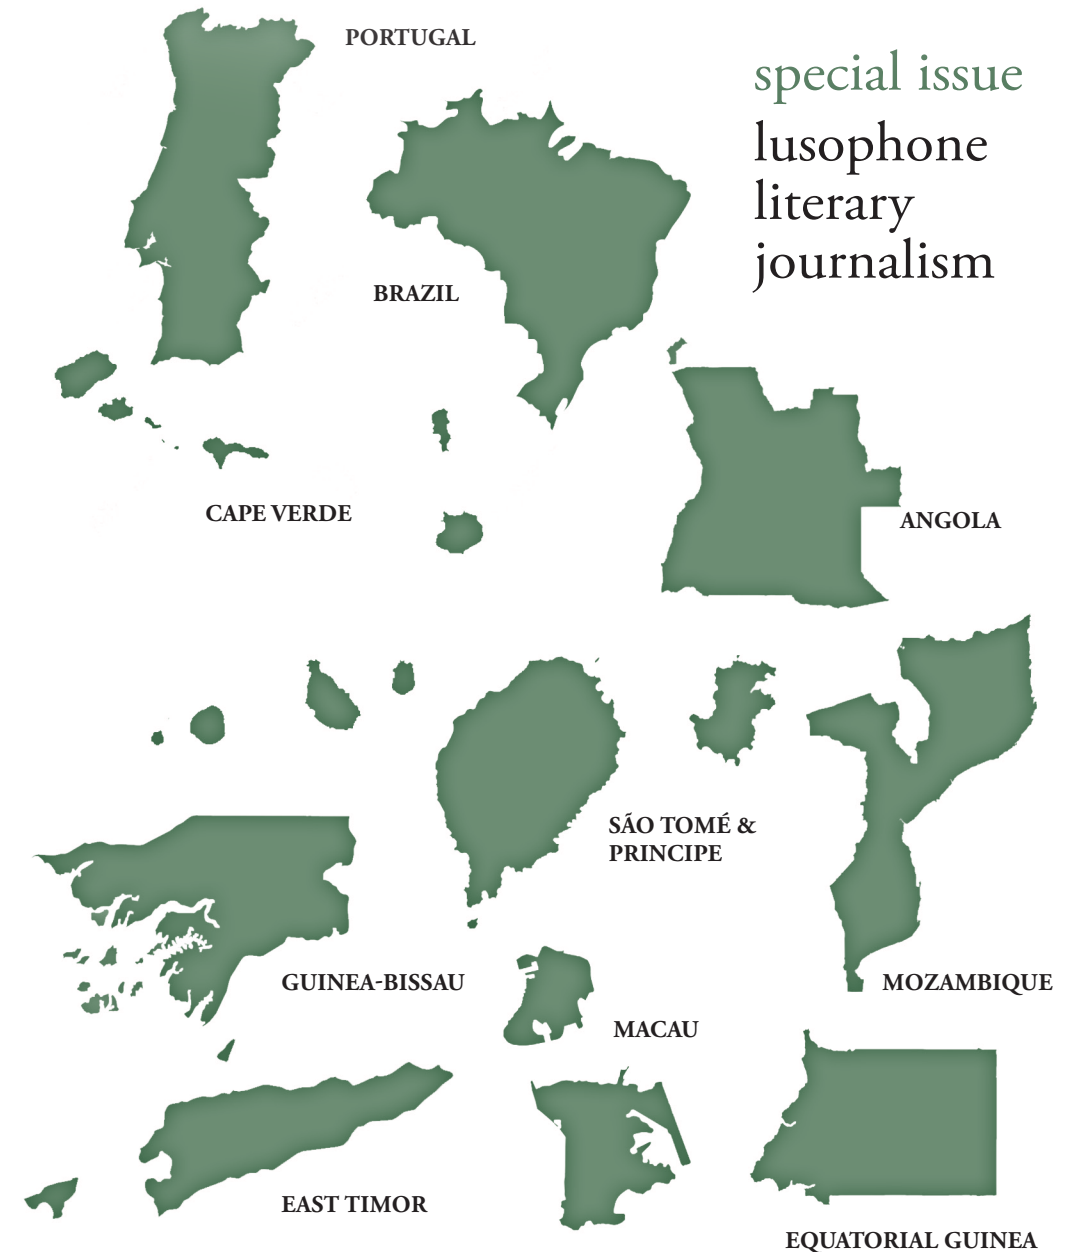 PORTUGAL
special issue
lusophone
literary
journalism
BRAZIL
CAPE VERDE
ANGOLA
SÃO TOMÉ &
PRINCIPE
GUINEA-BISSAU
MOZAMBIQUE
MACAU
EAST TIMOR
EQUATORIAL GUINEA